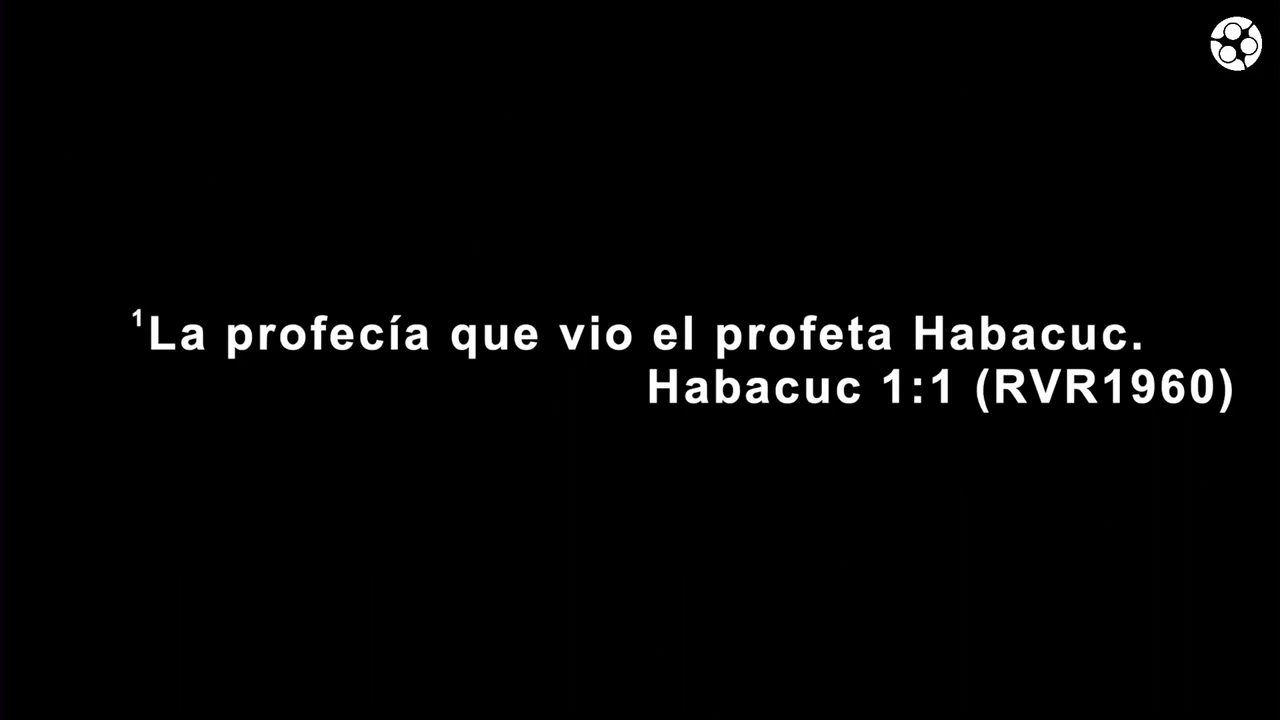 ¹La profecía que vio el profeta Habacuc.
Habacuc 1:1 (RVR1960)